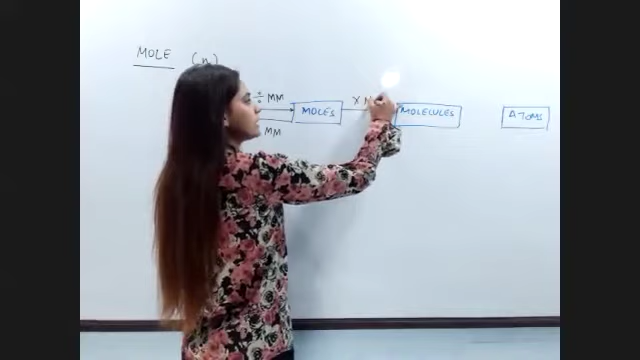 MOLE (n)
÷ MM
MOLES
X
MOLECULES
ATOMS
MM